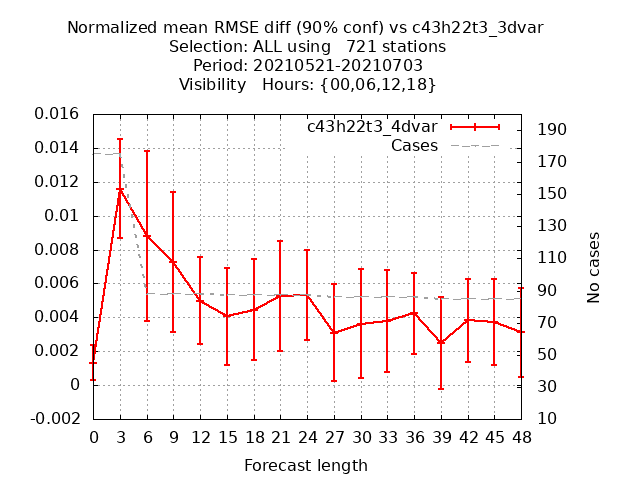 Normalized mean RMSE diff (90% conf) vs c43h22t3_3dvar
Selection: ALL using   721 stations
Period: 20210521-20210703
Visibility   Hours: {00,06,12,18}
c43h22t3_4dvar
Cases
0.016
0.014
0.012
0.01
0.008
0.006
0.004
0.002
0
-0.002
190
170
150
130
110
90
70
50
30
10
No cases
0 3 6 9 12 15 18 21 24 27 30 33 36 39 42 45 48
Forecast length